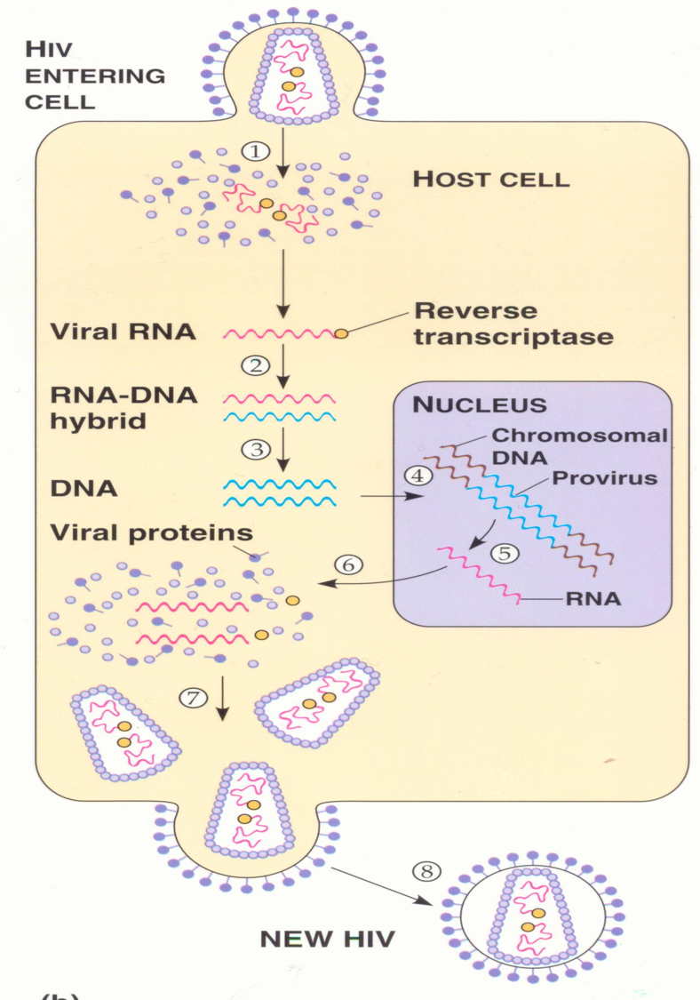 HIV
ENTERING
CELL
1
HOST CELL
Reverse
transcriptase
Viral RNA
2
RNA-DNA
hybrid
NUCLEUS
Chromosomal
DNA
3
4
Provirus
DNA
Viral proteins
5
6
RNA
7
8
NEW HIV
(b)